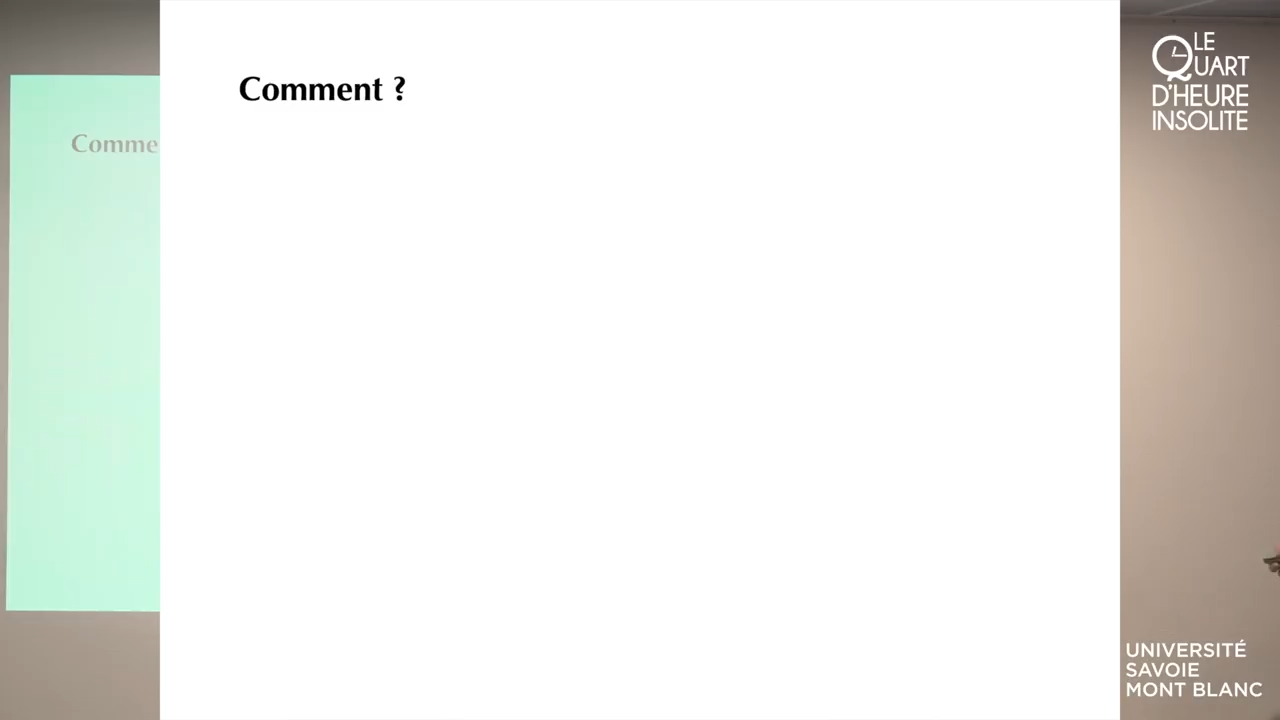 Comment ?
Comme
LE
QUART
D'HEURE
INSOLITE
UNIVERSITÉ
SAVOIE
MONT BLANC